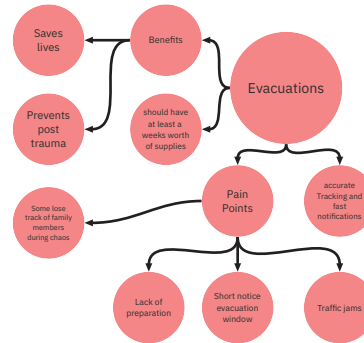 Saves
lives
Benefits
Evacuations
Prevents
post
trauma
should have
at least a
weeks worth
of supplies
Pain
Points
accurate
Tracking and
fast
notifications
Some lose
track of family
members
during chaos
Lack of
preparation
Short notice
evacuation
window
Traffic jams